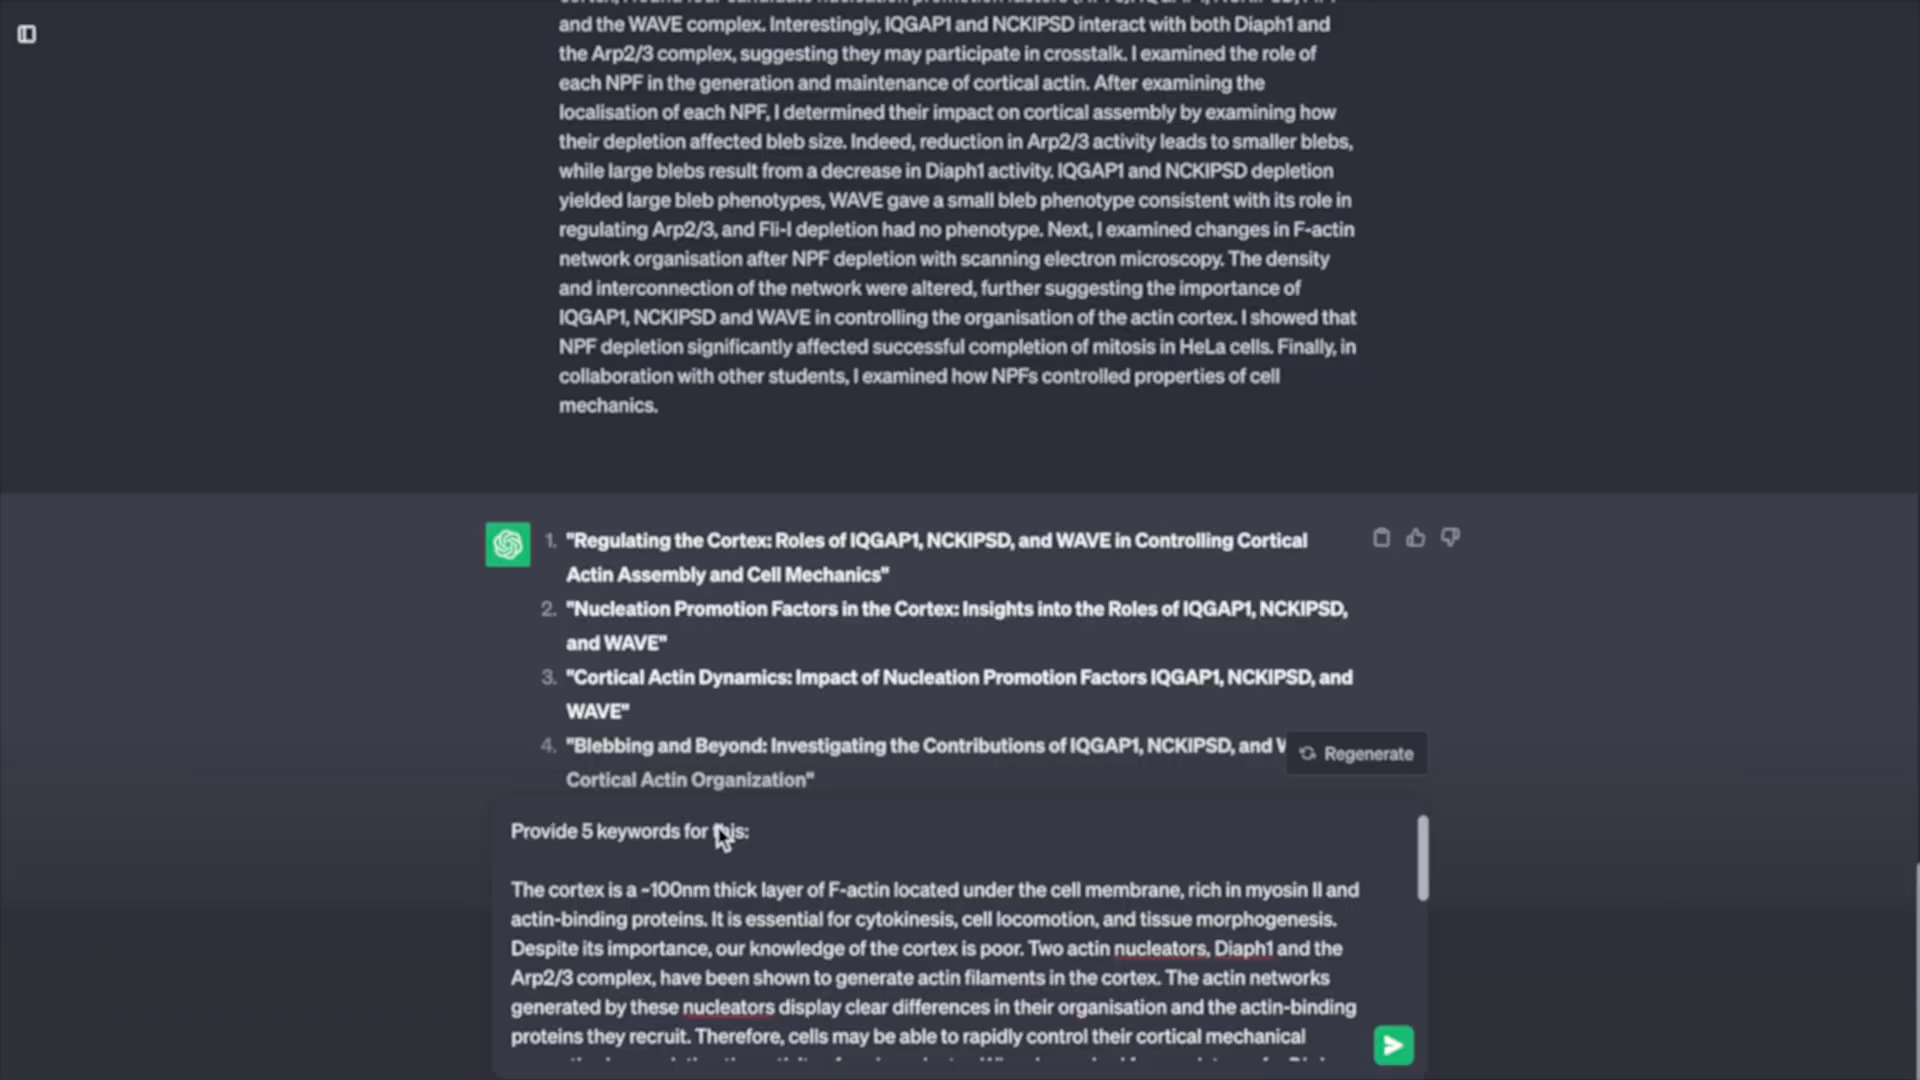 and the WAVE complex. Interestingly, IQGAP1 and NCKIPSD interact with both Diaph1 and
the Arp2/3 complex, suggesting they may participate in crosstalk. I examined the role of
each NPF in the generation and maintenance of cortical actin. After examining the
localisation of each NPF, I determined their impact on cortical assembly by examining how
their depletion affected bleb size. Indeed, reduction in Arp2/3 activity leads to smaller blebs,
while large blebs result from a decrease in Diaph1 activity. IQGAP1 and NCKIPSD depletion
yielded large bleb phenotypes, WAVE gave a small bleb phenotype consistent with its role in
regulating Arp2/3, and Fli-I depletion had no phenotype. Next, I examined changes in F-actin
network organisation after NPF depletion with scanning electron microscopy. The density
and interconnection of the network were altered, further suggesting the importance of
IQGAP1, NCKIPSD and WAVE in controlling the organisation of the actin cortex. I showed that
NPF depletion significantly affected successful completion of mitosis in HeLa cells. Finally, in
collaboration with other students, I examined how NPFs controlled properties of cell
mechanics.
1. "Regulating the Cortex: Roles of IQGAP1, NCKIPSD, and WAVE in Controlling Cortical
Actin Assembly and Cell Mechanics"
2. "Nucleation Promotion Factors in the Cortex: Insights into the Roles of IQGAP1, NCKIPSD,
and WAVE"
3. "Cortical Actin Dynamics: Impact of Nucleation Promotion Factors IQGAP1, NCKIPSD, and
WAVE"
4. "Blebbing and Beyond: Investigating the Contributions of IQGAP1, NCKIPSD, and
Regenerate
Cortical Actin Organization"
Provide 5 keywords for this:
The cortex is a ~100nm thick layer of F-actin located under the cell membrane, rich in myosin II and
actin-binding proteins. It is essential for cytokinesis, cell locomotion, and tissue morphogenesis.
Despite its importance, our knowledge of the cortex is poor. Two actin nucleators, Diaph1 and the
Arp2/3 complex, have been shown to generate actin filaments in the cortex. The actin networks
generated by these nucleators display clear differences in their organisation and the actin-binding
proteins they recruit. Therefore, cells may be able to rapidly control their cortical mechanical